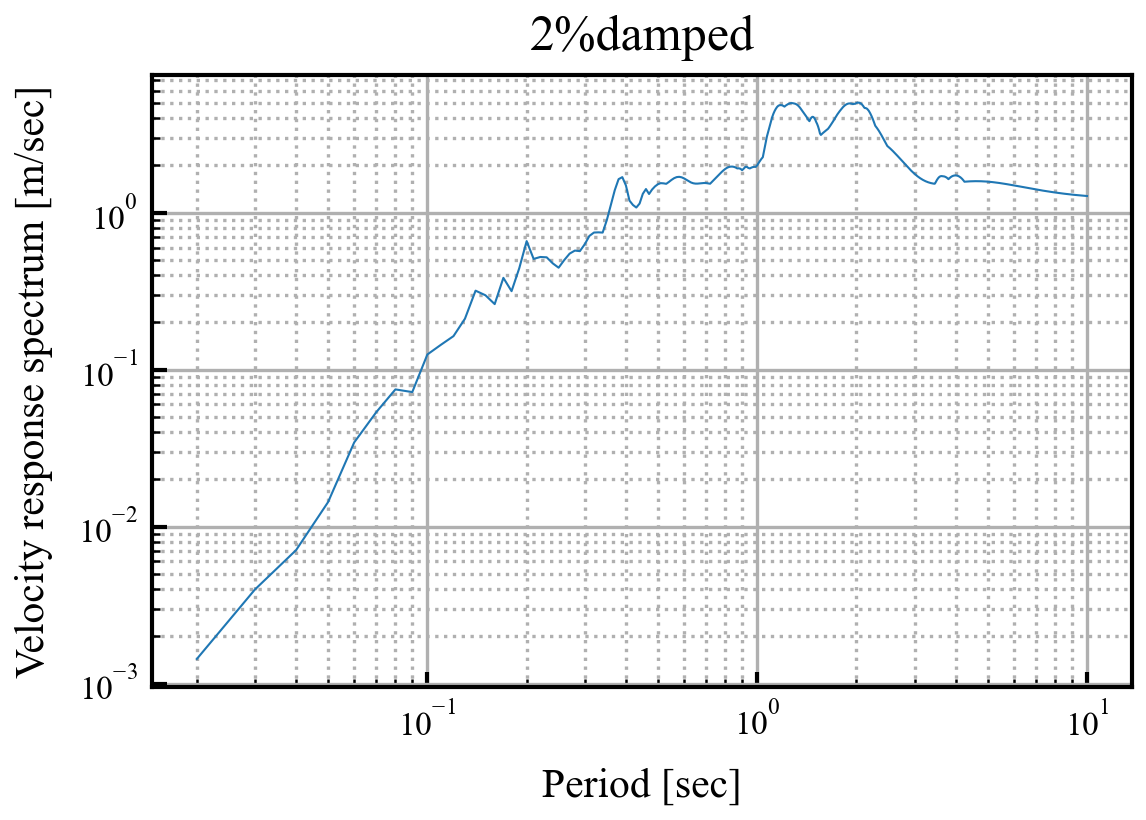 2%damped
Velocity response spectrum [m/sec]
10⁰
10⁻¹
10⁻²
10⁻³
10⁻¹
10⁰
10¹
Period [sec]